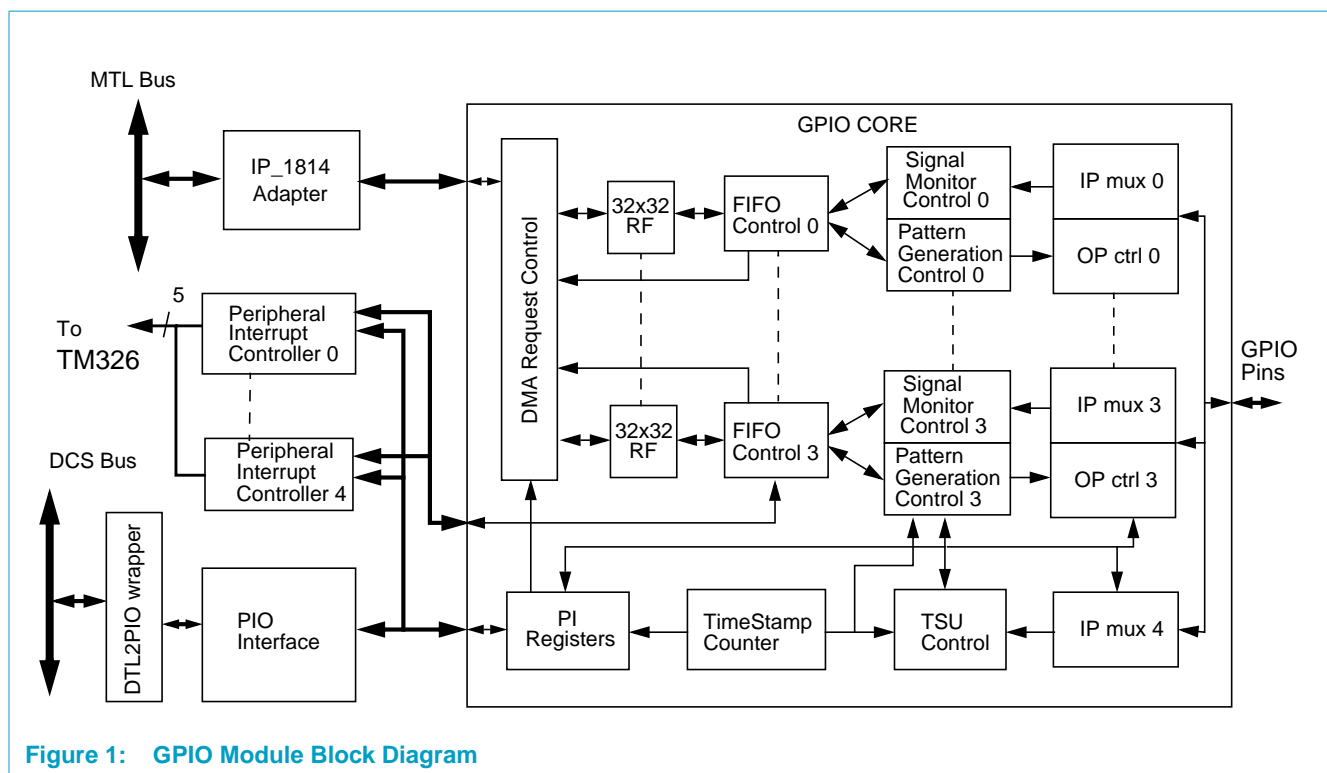 MTL Bus
IP_1814
Adapter
5
To
TM326
Peripheral
Interrupt
Controller 0
Peripheral
Interrupt
Controller 4
DCS Bus
DTL2PIO wrapper
PIO
Interface
GPIO CORE
DMA Request Control
32x32
RF
FIFO
Control 0
Signal
Monitor
Control 0
Pattern
Generation
Control 0
IP mux 0
OP ctrl 0
32x32
RF
FIFO
Control 3
Signal
Monitor
Control 3
Pattern
Generation
Control 3
IP mux 3
OP ctrl 3
GPIO
Pins
PI
Registers
TimeStamp
Counter
TSU
Control
IP mux 4
Figure 1: GPIO Module Block Diagram